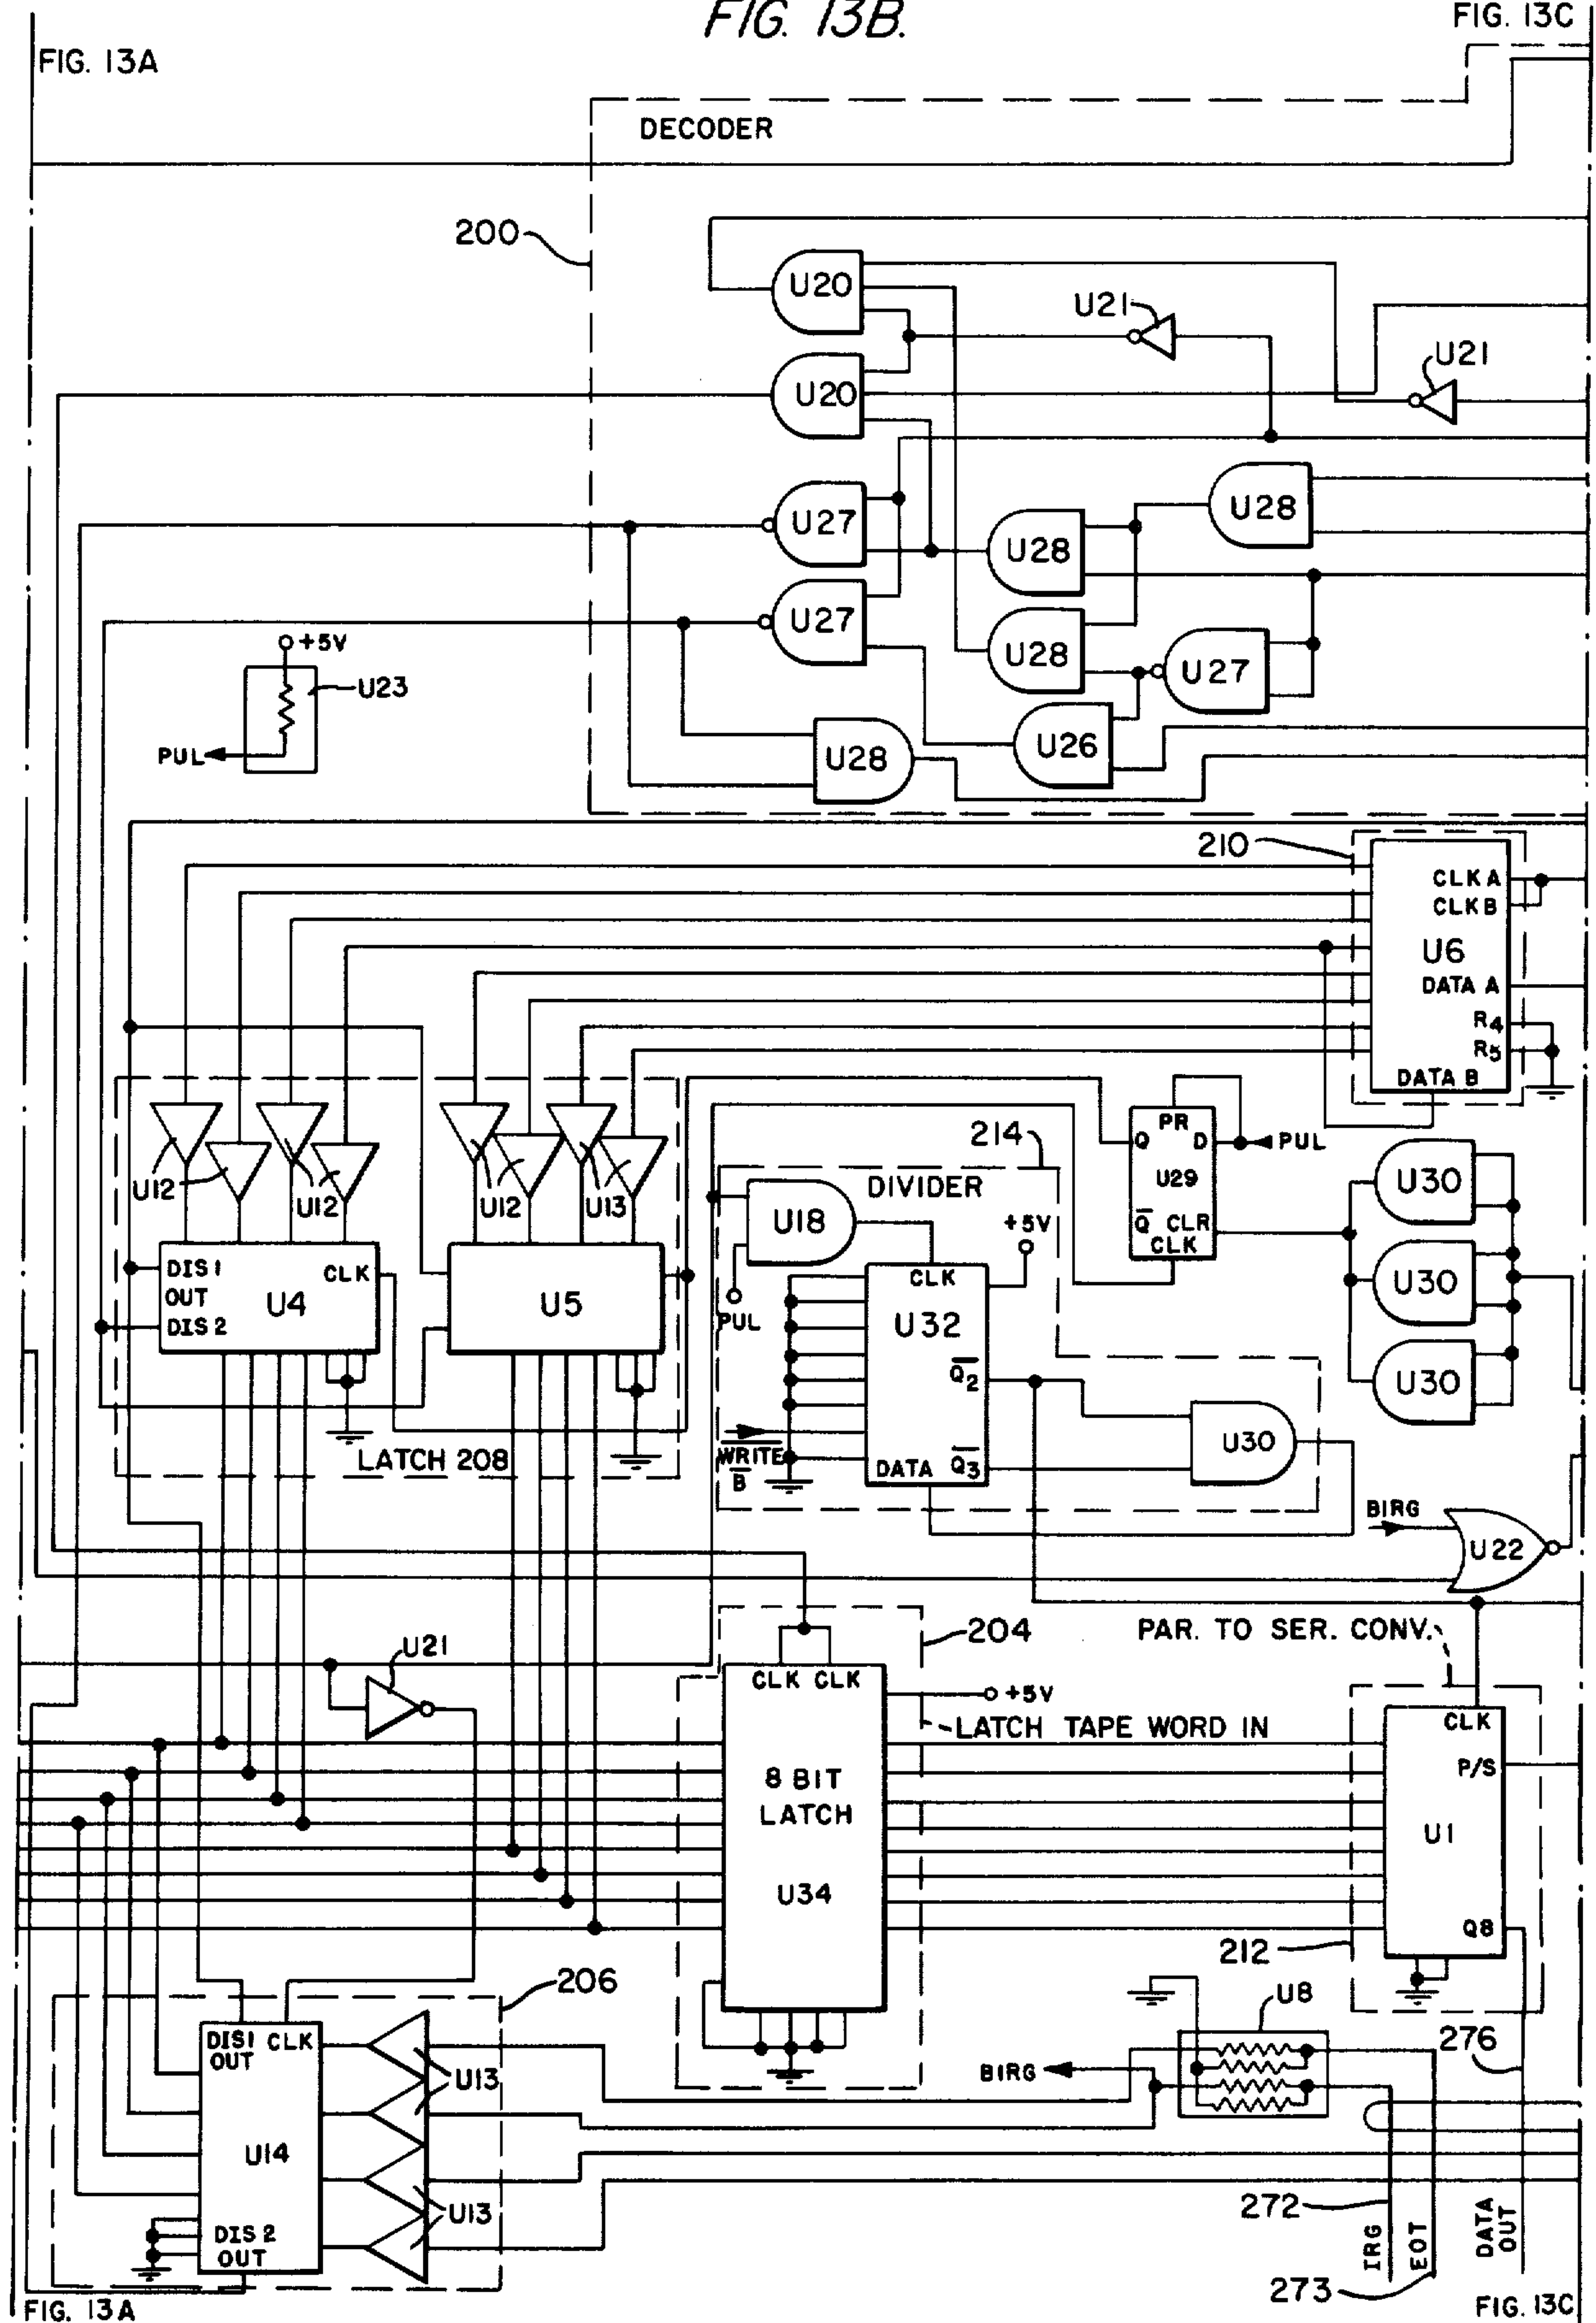 FIG. 13B.
FIG. 13C
FIG. 13A
DECODER
200
U20
U21
U21
U20
U28
U27
U28
U27
U28
U27
+5V
U23
PUL
U26
U28
210
CLK A
CLK B
U6
DATA A
R4
R5
DATA B
PR
Q D
PUL
U29
Q̅ CLR
CLK
214
DIVIDER
U12
U12
U12
U13
U18
+5V
U30
CLK
PUL
U32
U30
DIS 1
OUT
DIS 2
CLK
U4
U5
Q̅2
U30
U30
WRITE
B
DATA
Q̅3
LATCH 208
BIRG
U22
204
PAR. TO SER. CONV.
U21
CLK CLK
+5V
LATCH TAPE WORD IN
CLK
P/S
8 BIT
LATCH
U1
U34
Q8
212
206
U8
276
DIS1 CLK
OUT
U13
BIRG
U14
U13
272
DIS 2
OUT
IRG
EOT
DATA
OUT
273
FIG. 13A
FIG. 13C